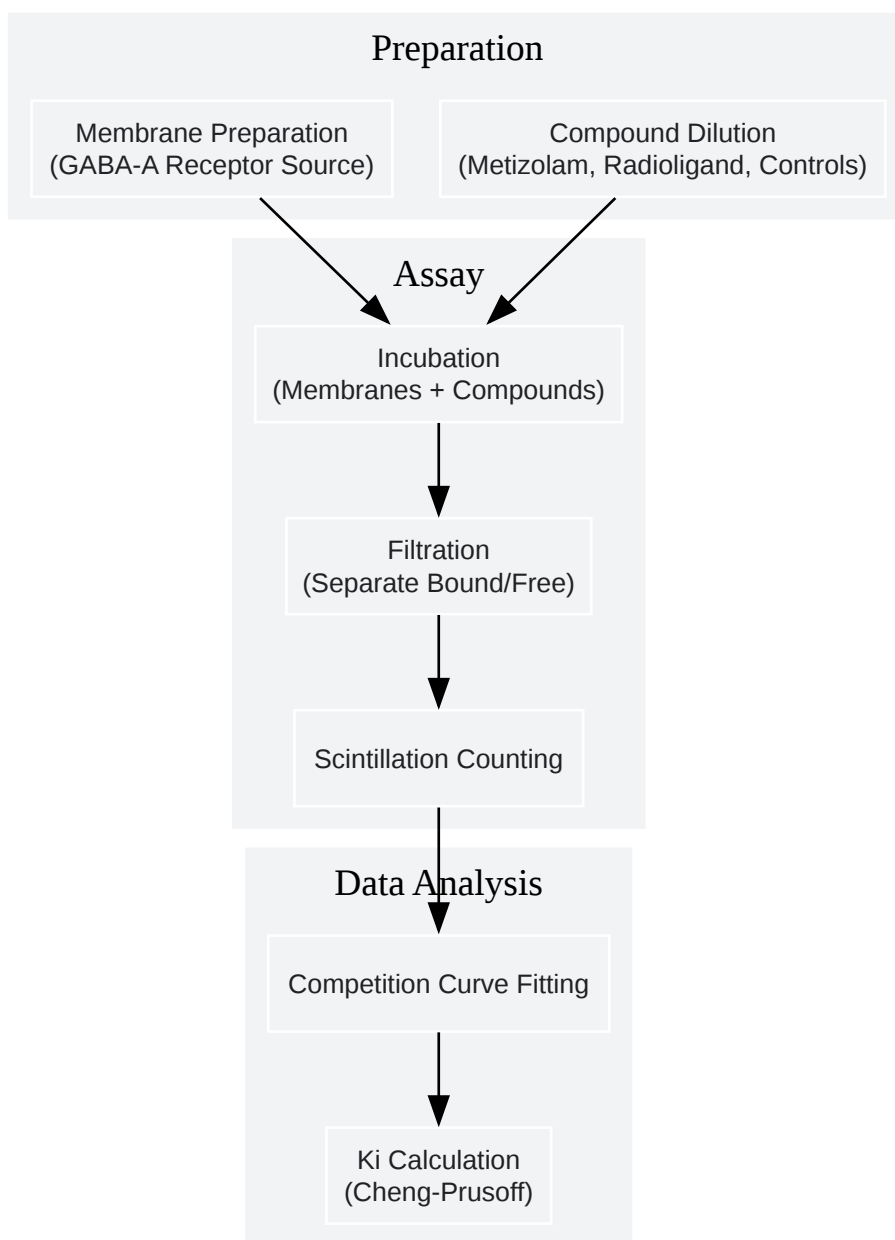 Preparation
Membrane Preparation
(GABA-A Receptor Source)
Compound Dilution
(Metizolam, Radioligand, Controls)
Assay
Incubation
(Membranes + Compounds)
Filtration
(Separate Bound/Free)
Scintillation Counting
Data Analysis
Competition Curve Fitting
Ki Calculation
(Cheng-Prusoff)